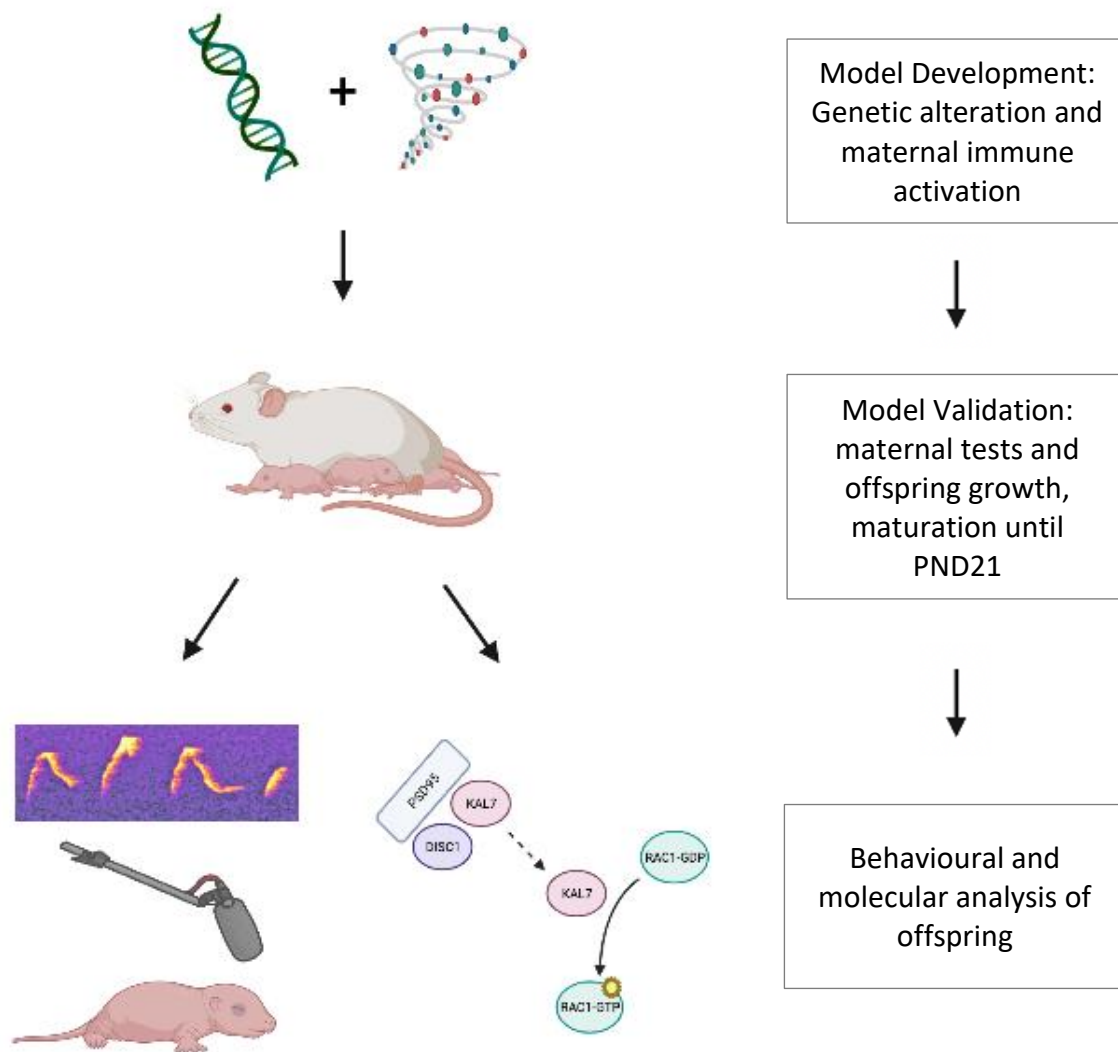 +
Model Development:
Genetic alteration and
maternal immune
activation
Model Validation:
maternal tests and
offspring growth,
maturation until
PND21
PSD95
KAL7
DISC1
RAC1-GDP
KAL7
RAC1-GTP
Behavioural and
molecular analysis of
offspring